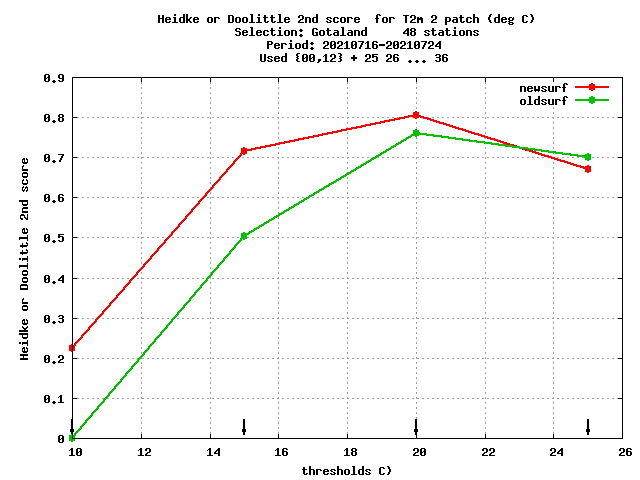 Heidke or Doolittle 2nd score  for T2m 2 patch (deg C)
Selection: Gotaland     48 stations
Period: 20210716-20210724
Used {00,12} + 25 26 ... 36
newsurf
oldsurf
Heidke or Doolittle 2nd score
0.9
0.8
0.7
0.6
0.5
0.4
0.3
0.2
0.1
0
10 12 14 16 18 20 22 24 26
thresholds C)